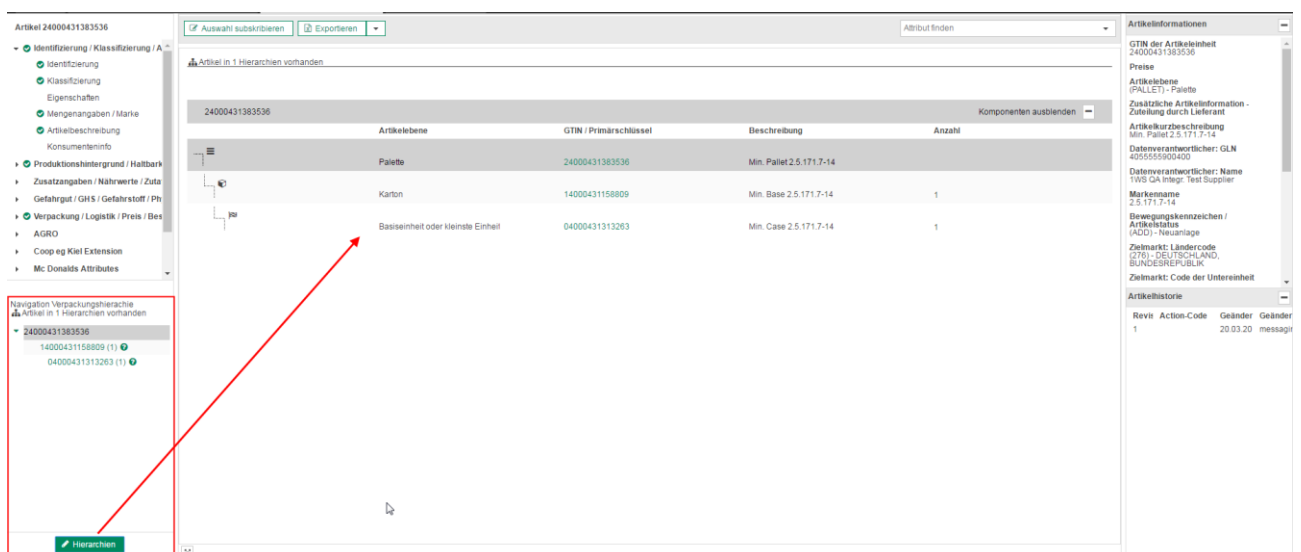 Artikel 24000431383536
Identifizierung / Klassifizierung / A
Identifizierung
Klassifizierung
Eigenschaften
Mengenangaben / Marke
Artikelbeschreibung
Konsumenteninfo
Produktionshintergrund / Haltbark
Zusatzangaben / Nährwerte / Zuta
Gefahrgut / GHS / Gefahrstoff / Ph
Verpackung / Logistik / Preis / Bes
AGRO
Coop eg Kiel Extension
Mc Donalds Attributes
Navigation Verpackungshierachie
Artikel in 1 Hierarchien vorhanden
24000431383536
14000431158809 (1)
04000431313263 (1)
Hierarchien
Auswahl subskribieren
Exportieren
Attribut finden
Artikel in 1 Hierarchien vorhanden
24000431383536 Komponenten ausblenden
Artikelebene GTIN / Primärschlüssel Beschreibung Anzahl
Palette 24000431383536 Min. Pallet 2.5.171.7-14
Karton 14000431158809 Min. Base 2.5.171.7-14 1
Basiseinheit oder kleinste Einheit 04000431313263 Min. Case 2.5.171.7-14 1
Artikelinformationen
GTIN der Artikeleinheit
24000431383536
Preise
Artikelebene
(PALLET) - Palette
Zusätzliche Artikelinformation -
Zuteilung durch Lieferant
Artikelkurzbeschreibung
Min. Pallet 2.5.171.7-14
Datenverantwortlicher: GLN
4055555900400
Datenverantwortlicher: Name
1WS QA Integr. Test Supplier
Markenname
2.5.171.7-14
Bewegungskennzeichen /
Artikelstatus
(ADD) - Neuanlage
Zielmarkt: Ländercode
(276) - DEUTSCHLAND,
BUNDESREPUBLIK
Zielmarkt: Code der Untereinheit
Artikelhistorie
Revis Action-Code Geänder Geänder
1 20.03.20 messagir